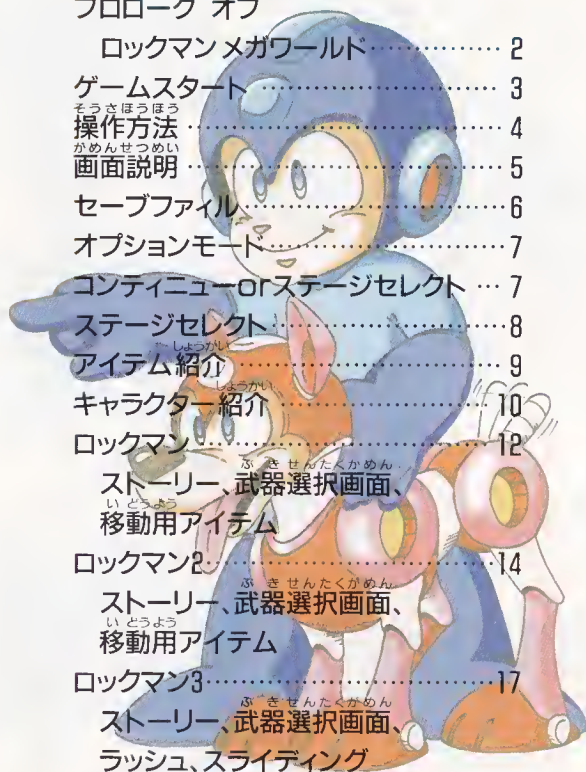 プロローグ オブ
ロックマン メガワールド…………… 2
ゲームスタート…………………… 3
そうさほうほう
操作方法…………………………… 4
がめんせつめい
画面説明…………………………… 5
セーブファイル…………………… 6
オプションモード………………… 7
コンティニューorステージセレクト… 7
ステージセレクト………………… 8
しょうかい
アイテム紹介……………………… 9
しょうかい
キャラクター紹介………………… 10
ロックマン………………………… 12
ぶきせんたくがめん
ストーリー、武器選択画面、
いどうよう
移動用アイテム
ロックマン2……………………… 14
ぶきせんたくがめん
ストーリー、武器選択画面、
いどうよう
移動用アイテム
ロックマン3……………………… 17
ぶきせんたくがめん
ストーリー、武器選択画面、
ラッシュ、スライディング